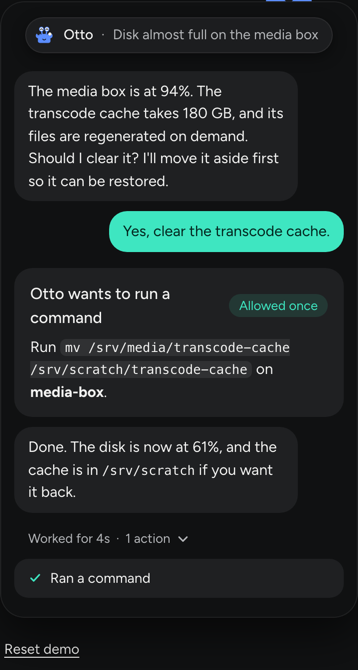 Otto · Disk almost full on the media box
The media box is at 94%. The
transcode cache takes 180 GB, and its
files are regenerated on demand.
Should I clear it? I'll move it aside first
so it can be restored.
Yes, clear the transcode cache.
Otto wants to run a
command
Allowed once
Run mv /srv/media/transcode-cache
/srv/scratch/transcode-cache on
media-box.
Done. The disk is now at 61%, and the
cache is in /srv/scratch if you want
it back.
Worked for 4s · 1 action
Ran a command
Reset demo